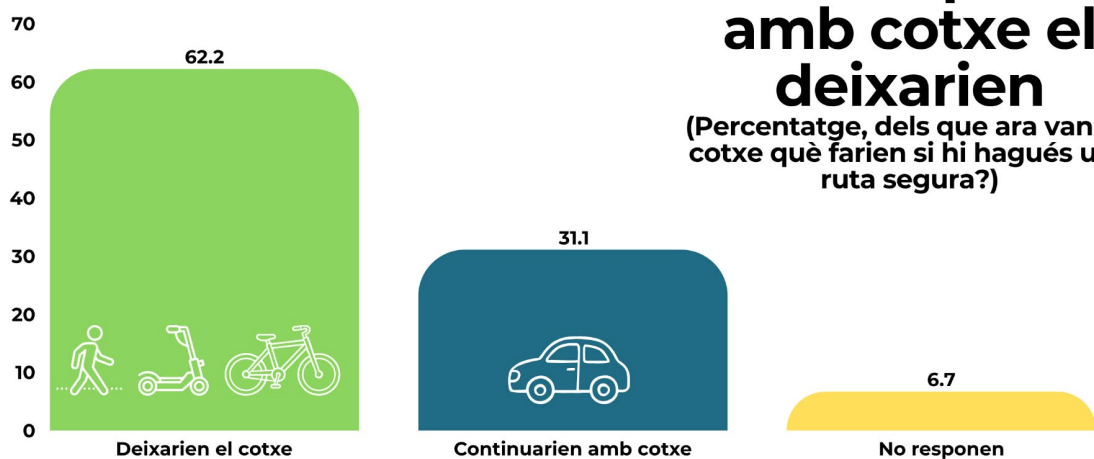 amb cotxe el
deixarien
(Percentatge, dels que ara van
cotxe què farien si hi hagués
ruta segura?)
70
60
50
40
30
20
10
0
62.2
31.1
6.7
Deixarien el cotxe
Continuarien amb cotxe
No responen